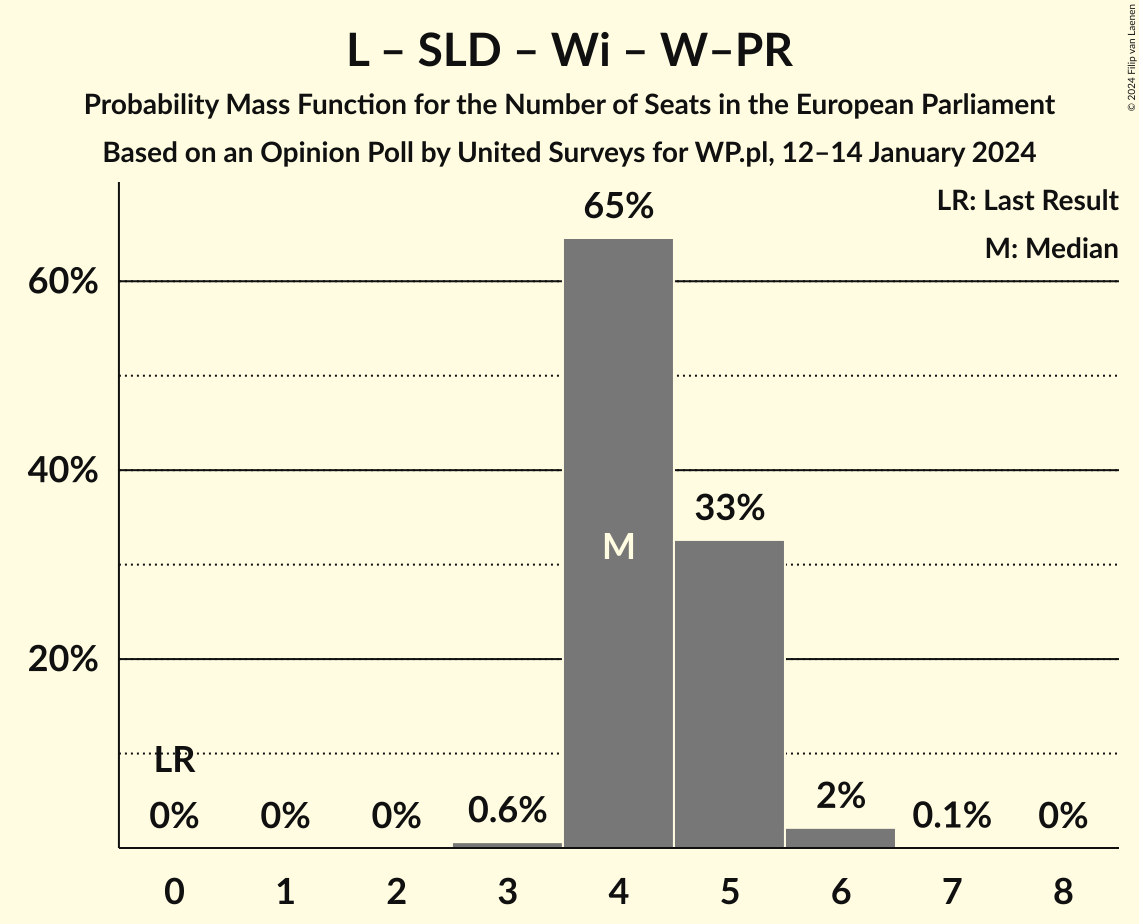 L – SLD – Wi – W–PR
Probability Mass Function for the Number of Seats in the European Parliament
Based on an Opinion Poll by United Surveys for WP.pl, 12–14 January 2024
© 2024 Filip van Laenen
LR: Last Result
M: Median
65%
60%
40%
33%
M
20%
LR
0%
0%
0%
0.6%
2%
0.1%
0%
0 1 2 3 4 5 6 7 8